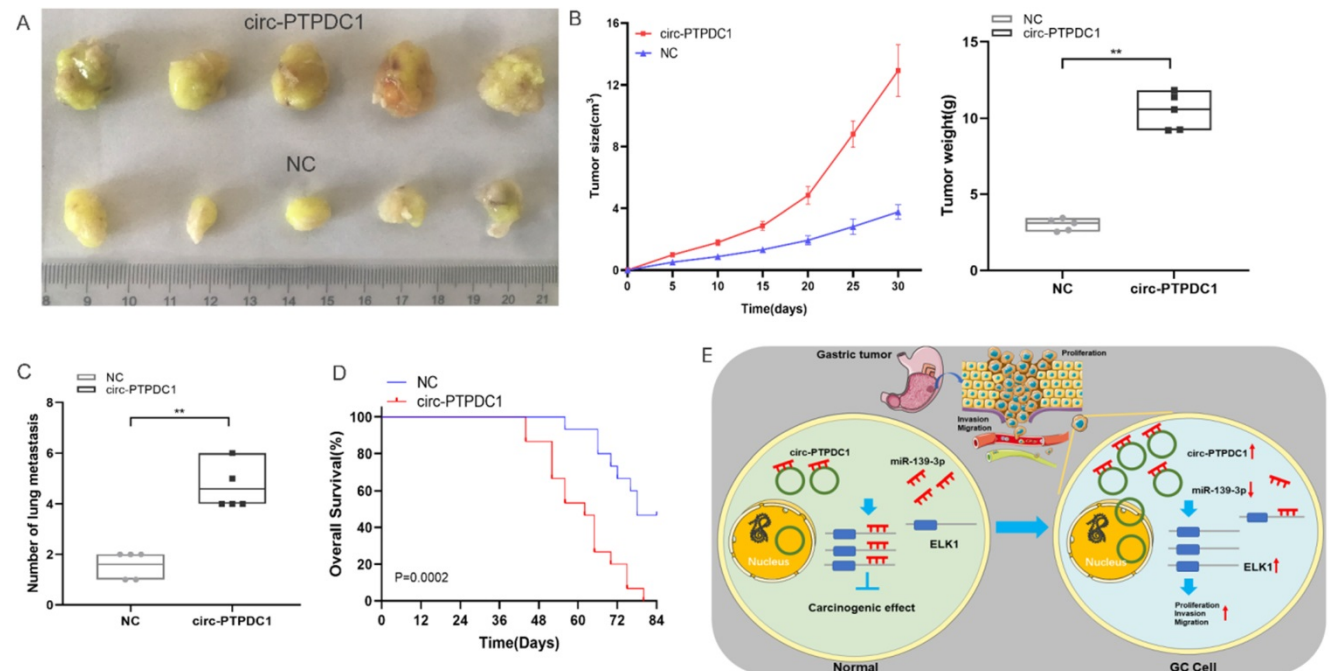 A
circ-PTPDC1
NC
8 9 10 11 12 13 14 15 16 17 18 19 20 21
B
circ-PTPDC1
NC
Tumor size(cm³)
16
12
8
4
0
0 5 10 15 20 25 30
Time(days)
NC
circ-PTPDC1
**
Tumor weight(g)
15
10
5
0
NC circ-PTPDC1
C
NC
circ-PTPDC1
**
Number of lung metastasis
8
6
4
2
0
NC circ-PTPDC1
D
NC
circ-PTPDC1
Overall Survival(%)
100
80
60
40
20
0
P=0.0002
0 12 24 36 48 60 72 84
Time(Days)
E
Gastric tumor
Proliferation
Invasion
Migration
circ-PTPDC1
miR-139-3p
Nucleus
ELK1
Carcinogenic effect
Normal
circ-PTPDC1
miR-139-3p
Nucleus
ELK1
Proliferation
Invasion
Migration
GC Cell